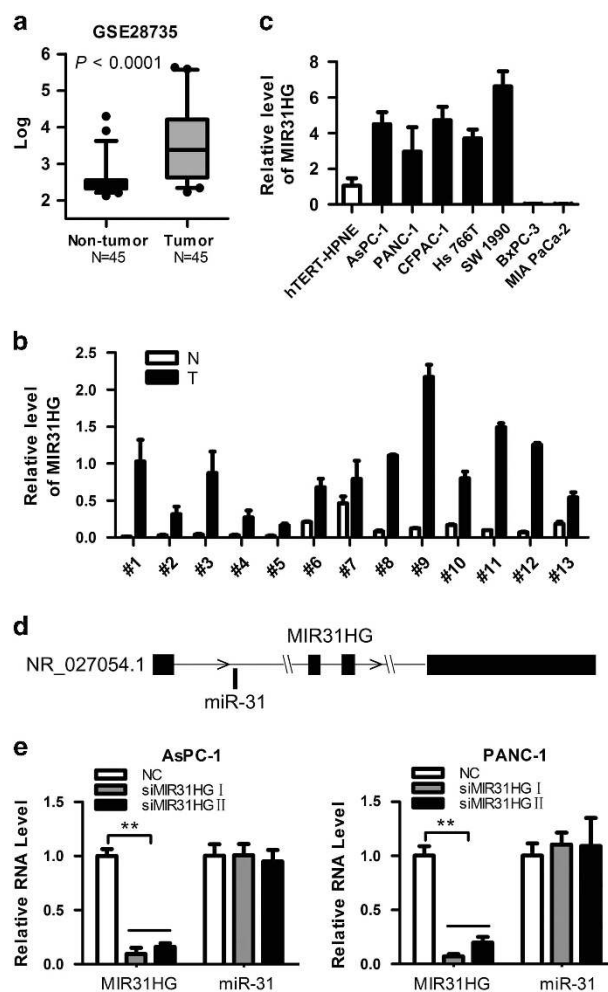 a
GSE28735
P < 0.0001
Log
6
5
4
3
2
Non-tumor
N=45
Tumor
N=45
c
Relative level
of MIR31HG
8
6
4
2
0
hTERT-HPNE
AsPC-1
PANC-1
CFPAC-1
Hs 766T
SW 1990
BxPC-3
MIA PaCa-2
b
N
T
Relative level
of MIR31HG
2.5
2.0
1.5
1.0
0.5
0.0
#1 #2 #3 #4 #5 #6 #7 #8 #9 #10 #11 #12 #13
d
MIR31HG
NR_027054.1
miR-31
e
AsPC-1
NC
siMIR31HG Ⅰ
siMIR31HG Ⅱ
Relative RNA Level
1.5
1.0
0.5
0.0
**
MIR31HG miR-31
PANC-1
NC
siMIR31HG Ⅰ
siMIR31HG Ⅱ
Relative RNA Level
1.5
1.0
0.5
0.0
**
MIR31HG miR-31